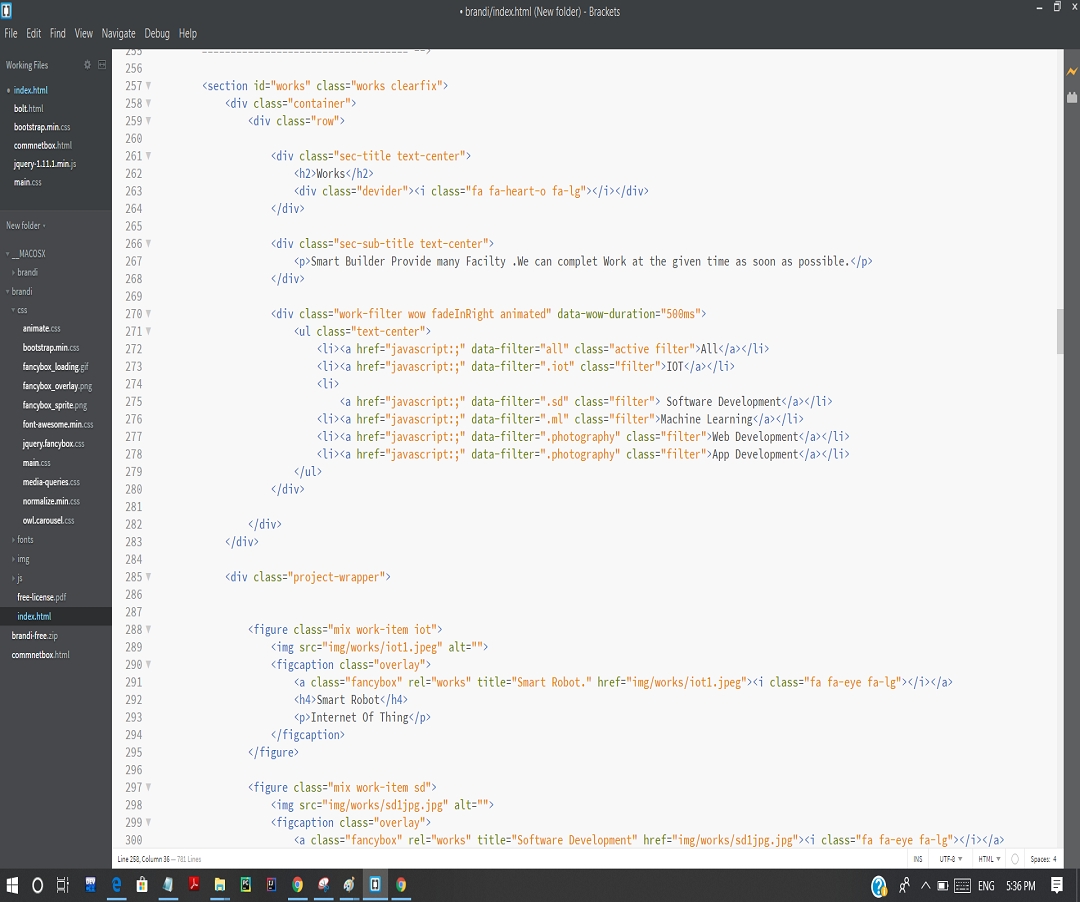 • brandi/index.html (New folder) - Brackets
File Edit Find View Navigate Debug Help
Working Files
index.html
bolt.html
bootstrap.min.css
commnetbox.html
jquery-1.11.1.min.js
main.css
New folder
__MACOSX
brandi
brandi
css
animate.css
bootstrap.min.css
fancybox_loading.gif
fancybox_overlay.png
fancybox_sprite.png
font-awesome.min.css
jquery.fancybox.css
main.css
media-queries.css
normalize.min.css
owl.carousel.css
fonts
img
js
free-license.pdf
index.html
brandi-free.zip
commnetbox.html
255 ==================================== -->
256
257 <section id="works" class="works clearfix">
258 <div class="container">
259 <div class="row">
260
261 <div class="sec-title text-center">
262 <h2>Works</h2>
263 <div class="devider"><i class="fa fa-heart-o fa-lg"></i></div>
264 </div>
265
266 <div class="sec-sub-title text-center">
267 <p>Smart Builder Provide many Facilty .We can complet Work at the given time as soon as possible.</p>
268 </div>
269
270 <div class="work-filter wow fadeInRight animated" data-wow-duration="500ms">
271 <ul class="text-center">
272 <li><a href="javascript:;" data-filter="all" class="active filter">All</a></li>
273 <li><a href="javascript:;" data-filter=".iot" class="filter">IOT</a></li>
274 <li>
275 <a href="javascript:;" data-filter=".sd" class="filter"> Software Development</a></li>
276 <li><a href="javascript:;" data-filter=".ml" class="filter">Machine Learning</a></li>
277 <li><a href="javascript:;" data-filter=".photography" class="filter">Web Development</a></li>
278 <li><a href="javascript:;" data-filter=".photography" class="filter">App Development</a></li>
279 </ul>
280 </div>
281
282 </div>
283 </div>
284
285 <div class="project-wrapper">
286
287
288 <figure class="mix work-item iot">
289 <img src="img/works/iot1.jpeg" alt="">
290 <figcaption class="overlay">
291 <a class="fancybox" rel="works" title="Smart Robot." href="img/works/iot1.jpeg"><i class="fa fa-eye fa-lg"></i></a>
292 <h4>Smart Robot</h4>
293 <p>Internet Of Thing</p>
294 </figcaption>
295 </figure>
296
297 <figure class="mix work-item sd">
298 <img src="img/works/sd1jpg.jpg" alt="">
299 <figcaption class="overlay">
300 <a class="fancybox" rel="works" title="Software Development" href="img/works/sd1jpg.jpg"><i class="fa fa-eye fa-lg"></i></a>
Line 258, Column 36 — 781 Lines
INS UTF-8 HTML Spaces: 4
ENG 5:36 PM